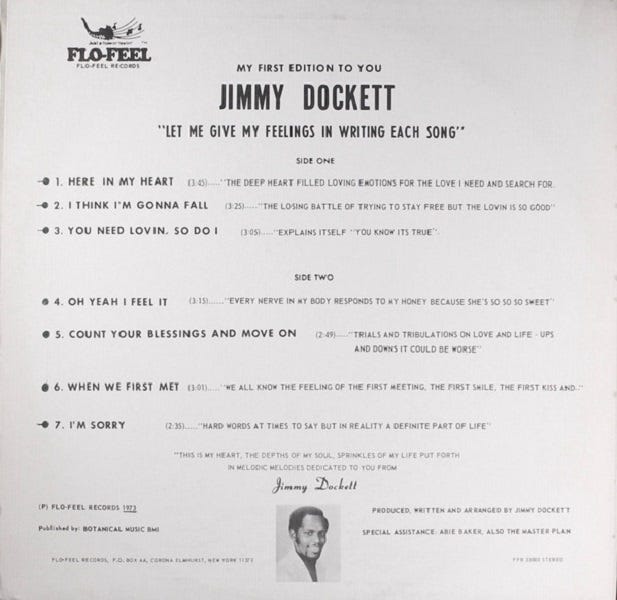 Just a flower feelin' TM
FLO-FEEL
FLO-FEEL RECORDS
MY FIRST EDITION TO YOU
JIMMY DOCKETT
"LET ME GIVE MY FEELINGS IN WRITING EACH SONG"
SIDE ONE
1. HERE IN MY HEART (3:45)....."THE DEEP HEART FILLED LOVING EMOTIONS FOR THE LOVE I NEED AND SEARCH FOR.
2. I THINK I'M GONNA FALL (3:25)....."THE LOSING BATTLE OF TRYING TO STAY FREE BUT THE LOVIN IS SO GOOD"
3. YOU NEED LOVIN, SO DO I (3:05)....."EXPLAINS ITSELF "YOU KNOW ITS TRUE".
SIDE TWO
4. OH YEAH I FEEL IT (3:15)......"EVERY NERVE IN MY BODY RESPONDS TO MY HONEY BECAUSE SHE'S SO SO SO SWEET"
5. COUNT YOUR BLESSINGS AND MOVE ON (2:49)....."TRIALS AND TRIBULATIONS ON LOVE AND LIFE - UPS
AND DOWNS IT COULD BE WORSE"
6. WHEN WE FIRST MET (3:01)....."WE ALL KNOW THE FEELING OF THE FIRST MEETING, THE FIRST SMILE, THE FIRST KISS AND."
7. I'M SORRY (2:35)....."HARD WORDS AT TIMES TO SAY BUT IN REALITY A DEFINITE PART OF LIFE"
"THIS IS MY HEART, THE DEPTHS OF MY SOUL, SPRINKLES OF MY LIFE PUT FORTH
IN MELODIC MELODIES DEDICATED TO YOU FROM
Jimmy Dockett
(P) FLO-FEEL RECORDS 1973
Published by: BOTANICAL MUSIC BMI
PRODUCED, WRITTEN AND ARRANGED BY JIMMY DOCKETT
SPECIAL ASSISTANCE: ABIE BAKER, ALSO THE MASTER PLAN
FLO-FEEL RECORDS, P.O. BOX AA, CORONA ELMHURST, NEW YORK 11373
STEREO